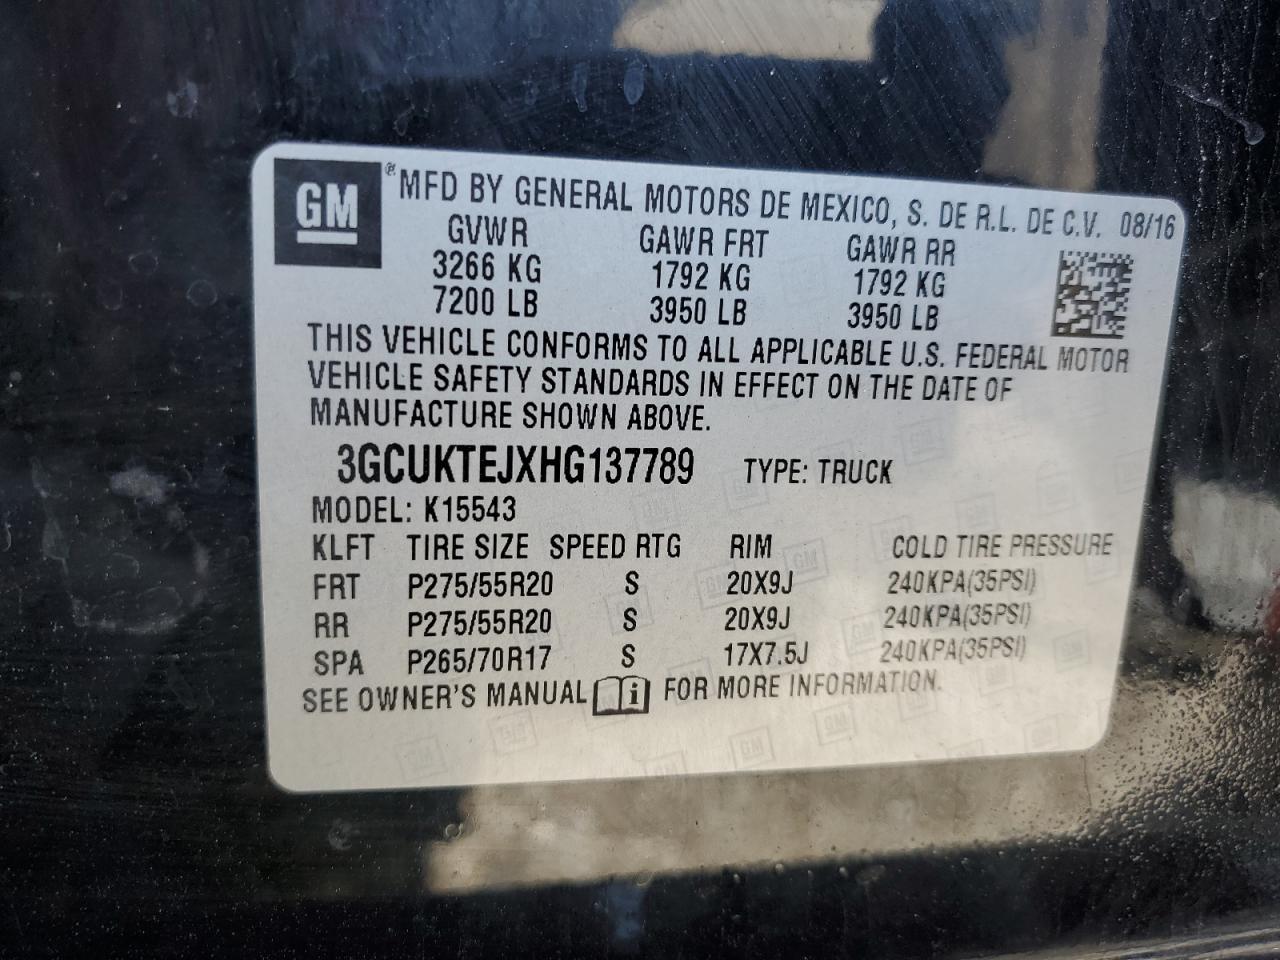 GM ® MFD BY GENERAL MOTORS DE MEXICO, S. DE R.L. DE C.V. 08/16
GVWR GAWR FRT GAWR RR
3266 KG 1792 KG 1792 KG
7200 LB 3950 LB 3950 LB
THIS VEHICLE CONFORMS TO ALL APPLICABLE U.S. FEDERAL MOTOR
VEHICLE SAFETY STANDARDS IN EFFECT ON THE DATE OF
MANUFACTURE SHOWN ABOVE.
3GCUKTEJXHG137789 TYPE: TRUCK
MODEL: K15543
KLFT TIRE SIZE SPEED RTG RIM COLD TIRE PRESSURE
FRT P275/55R20 S 20X9J 240KPA(35PSI)
RR P275/55R20 S 20X9J 240KPA(35PSI)
SPA P265/70R17 S 17X7.5J 240KPA(35PSI)
SEE OWNER'S MANUAL i FOR MORE INFORMATION.